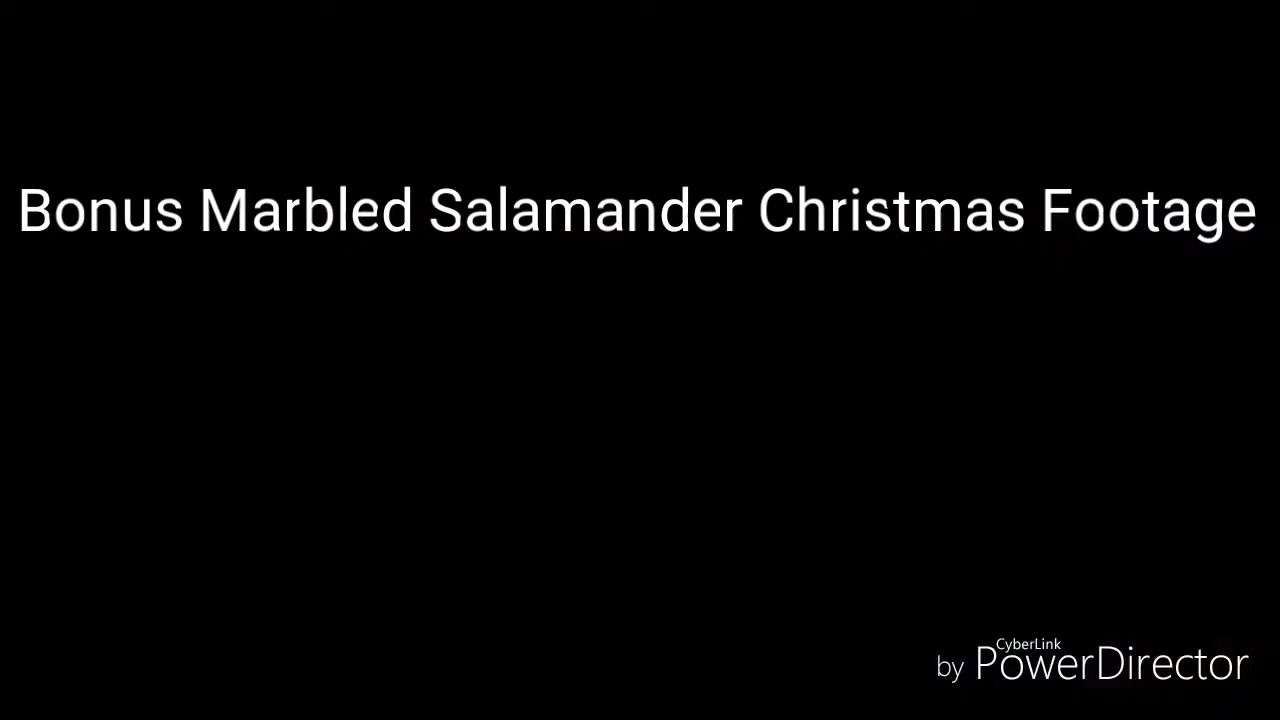 Bonus Marbled Salamander Christmas Footage
CyberLink
by PowerDirector